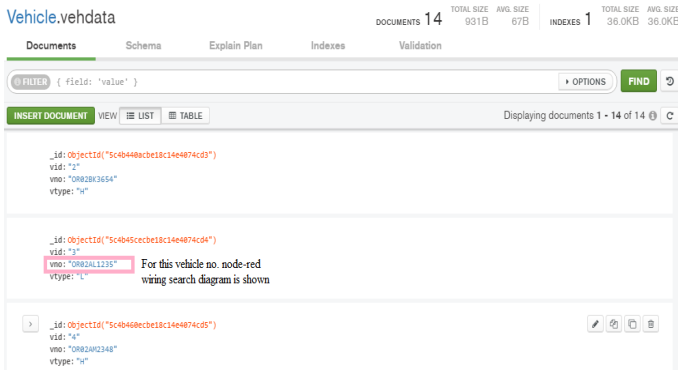 Vehicle.vehdata
DOCUMENTS 14 TOTAL SIZE 931B AVG. SIZE 67B INDEXES 1 TOTAL SIZE 36.0KB AVG. SIZE 36.0KB
Documents Schema Explain Plan Indexes Validation
FILTER { field: 'value' } OPTIONS FIND
INSERT DOCUMENT VIEW LIST TABLE Displaying documents 1 - 14 of 14
_id: ObjectId("5c4b440acbe18c14e4074cd3")
vid: "2"
vmo: "OR02BK3654"
vtype: "H"
_id: ObjectId("5c4b45cecbe18c14e4074cd4")
vid: "3"
vmo: "OR02AL1235" For this vehicle no. node-red
vtype: "L" wiring search diagram is shown
_id: ObjectId("5c4b460ecbe18c14e4074cd5")
vid: "4"
vmo: "OR02AM2348"
vtype: "H"